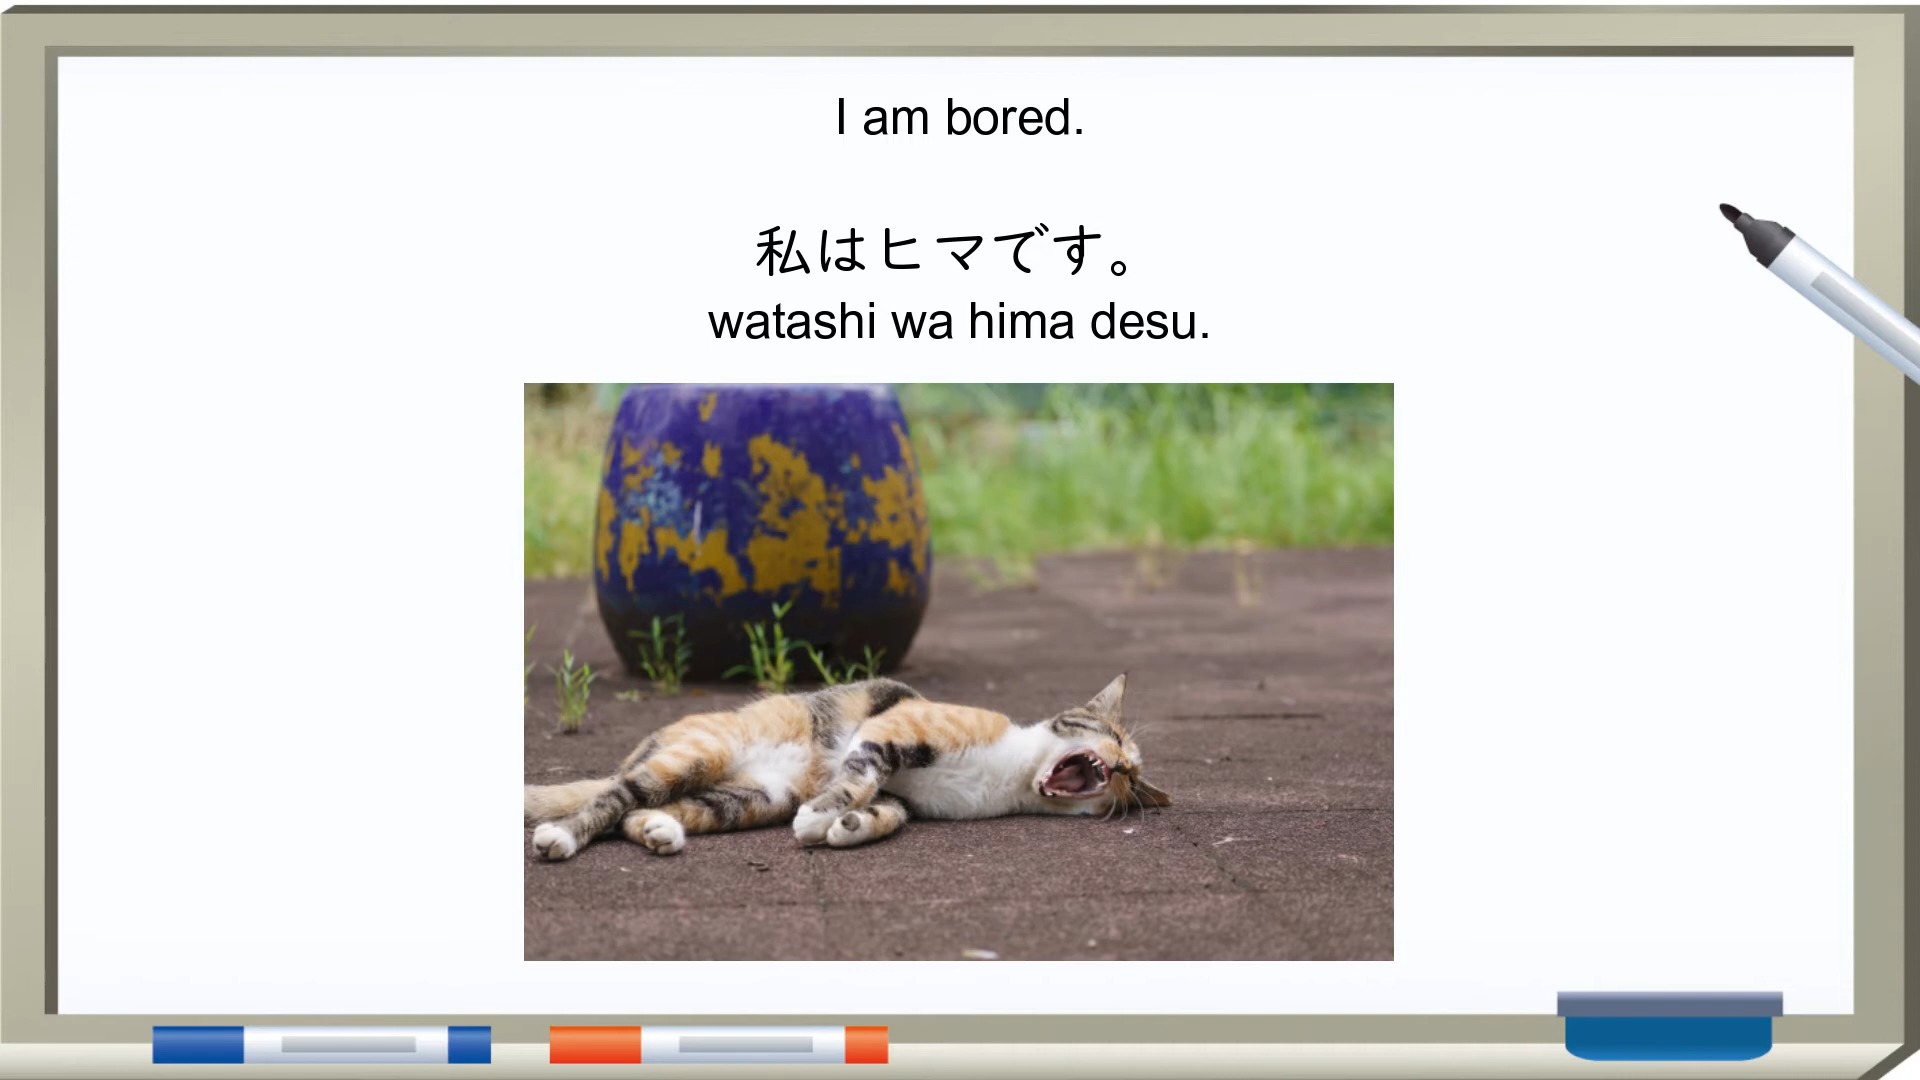 I am bored.
私はヒマです。
watashi wa hima desu.